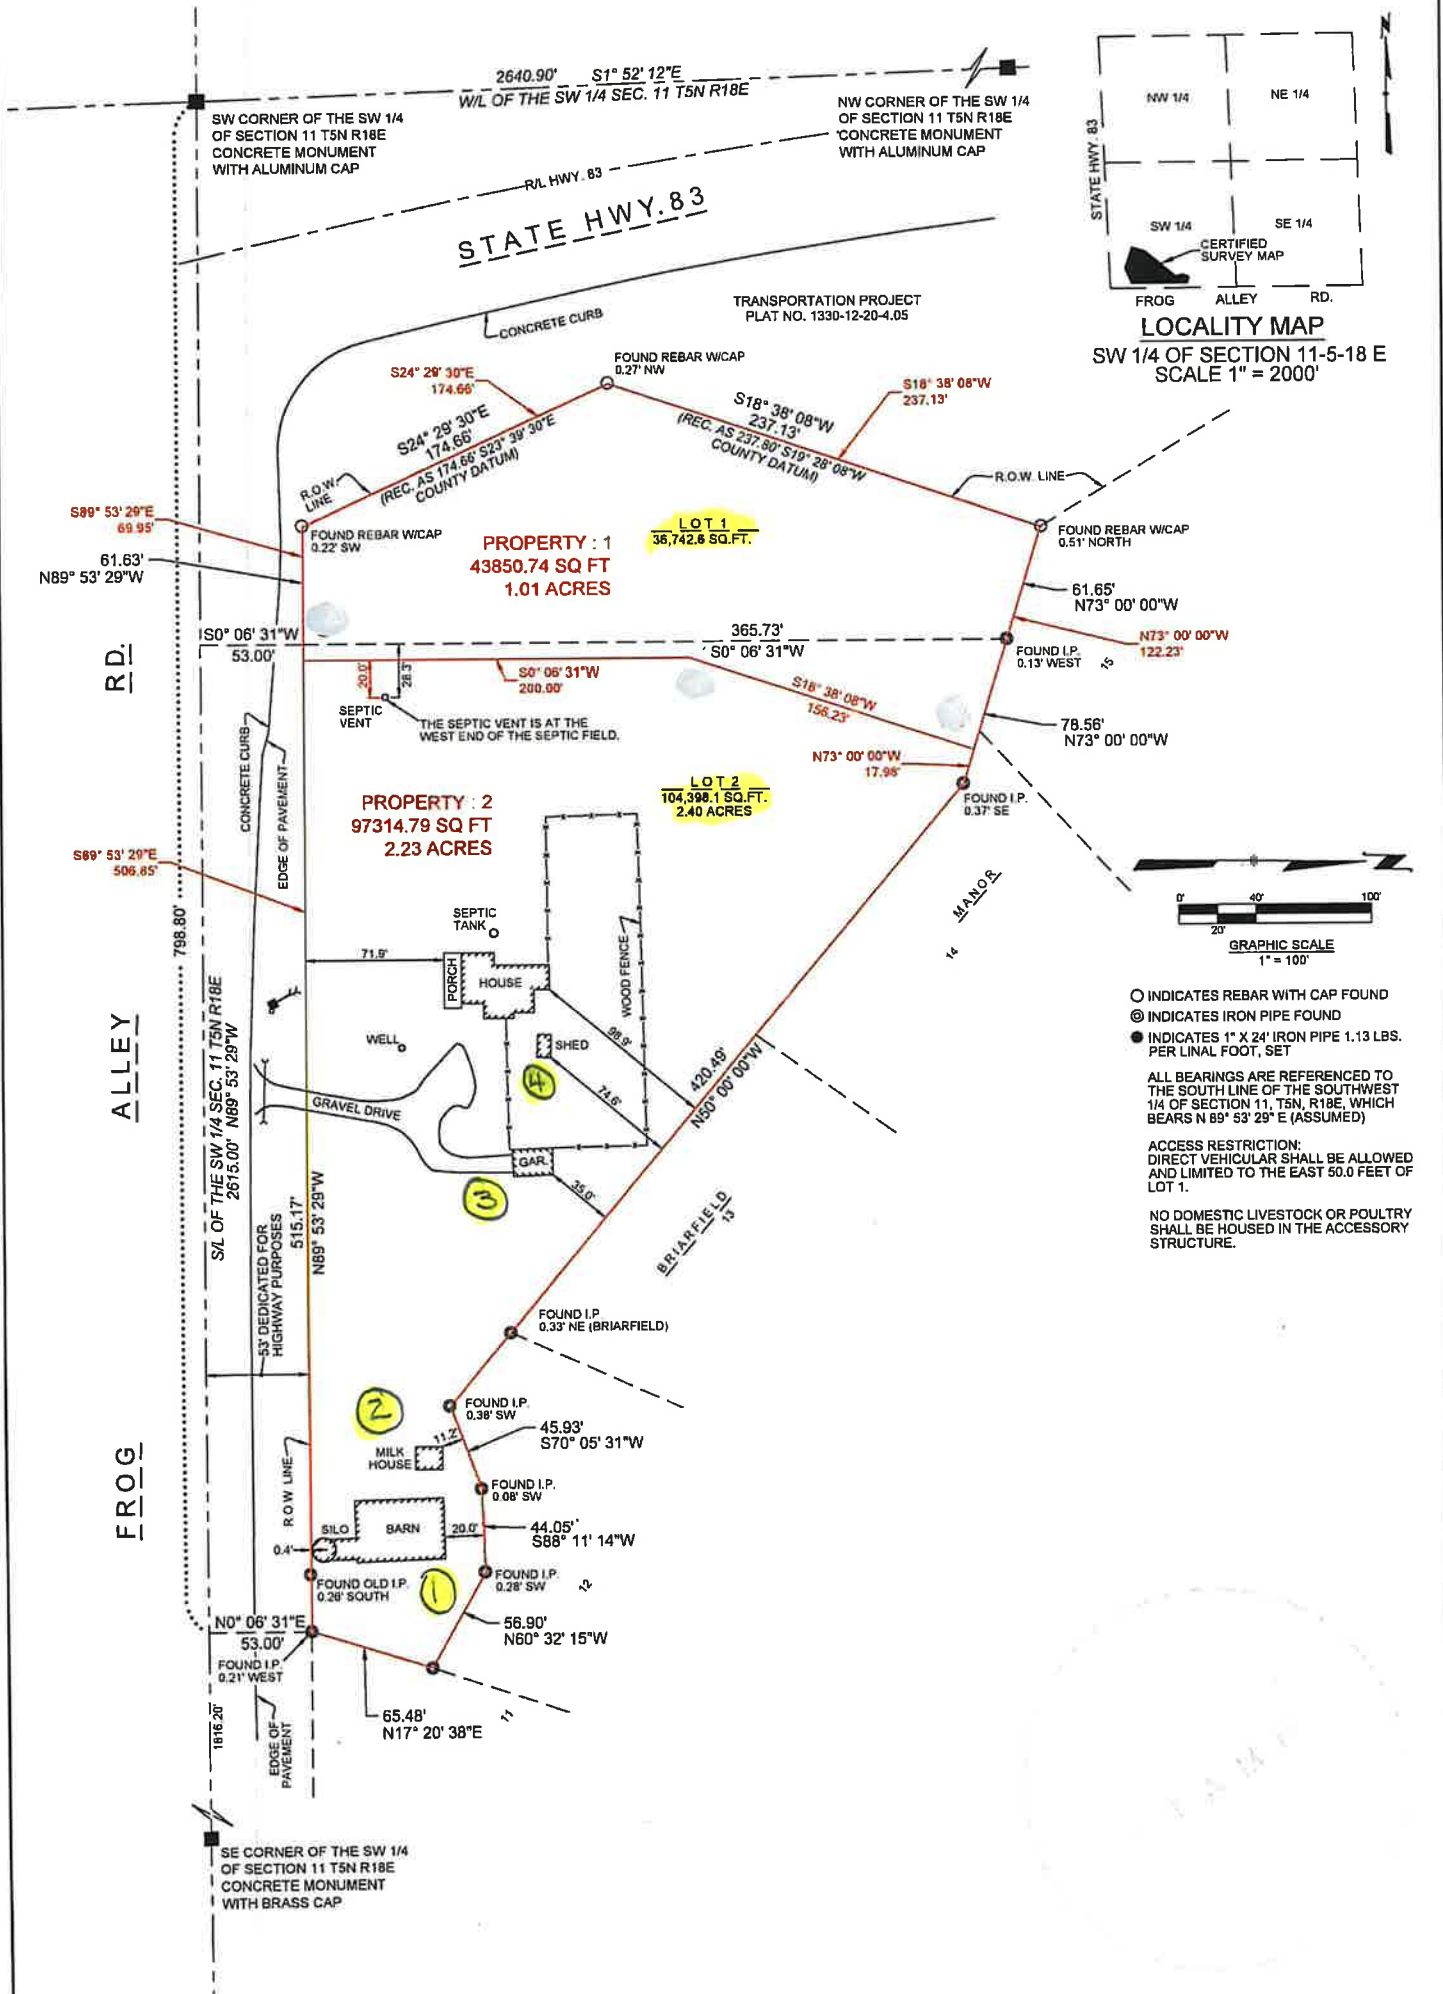 2640.90' S1° 52' 12"E
W/L OF THE SW 1/4 SEC. 11 T5N R18E
SW CORNER OF THE SW 1/4
OF SECTION 11 T5N R18E
CONCRETE MONUMENT
WITH ALUMINUM CAP
NW CORNER OF THE SW 1/4
OF SECTION 11 T5N R18E
CONCRETE MONUMENT
WITH ALUMINUM CAP
R/L HWY. 83
STATE HWY. 83
N
NW 1/4
NE 1/4
STATE HWY. 83
SW 1/4
SE 1/4
CERTIFIED
SURVEY MAP
FROG ALLEY RD.
LOCALITY MAP
SW 1/4 OF SECTION 11-5-18 E
SCALE 1" = 2000'
TRANSPORTATION PROJECT
PLAT NO. 1330-12-20-4.05
CONCRETE CURB
FOUND REBAR W/CAP
0.27' NW
S24° 29' 30"E
174.66'
S24° 29' 30"E
174.66'
(REC. AS 174.66' S23° 39' 30"E
COUNTY DATUM)
S18° 38' 08"W
237.13'
S18° 38' 08"W
237.13'
(REC. AS 237.80' S19° 28' 08"W
COUNTY DATUM)
R.O.W.
LINE
R.O.W. LINE
S89° 53' 29"E
69.95'
FOUND REBAR W/CAP
0.22' SW
FOUND REBAR W/CAP
0.51' NORTH
61.63'
N89° 53' 29"W
PROPERTY : 1
43850.74 SQ FT
1.01 ACRES
LOT 1
36,742.6 SQ.FT.
61.65'
N73° 00' 00"W
N73° 00' 00"W
122.23'
S0° 06' 31"W
53.00'
365.73'
S0° 06' 31"W
FOUND I.P.
0.13' WEST
15
RD.
20.0'
28.3'
S0° 06' 31"W
200.00'
SEPTIC
VENT
THE SEPTIC VENT IS AT THE
WEST END OF THE SEPTIC FIELD.
S18° 38' 08"W
156.23'
78.56'
N73° 00' 00"W
N73° 00' 00"W
17.98'
FOUND I.P.
0.37' SE
CONCRETE CURB
EDGE OF PAVEMENT
PROPERTY : 2
97314.79 SQ FT
2.23 ACRES
LOT 2
104,398.1 SQ.FT.
2.40 ACRES
S89° 53' 29"E
506.85'
798.80'
SEPTIC
TANK
71.9'
PORCH
HOUSE
WOOD FENCE
MANOR
14
Z
0' 40' 100'
20'
GRAPHIC SCALE
1" = 100'
INDICATES REBAR WITH CAP FOUND
INDICATES IRON PIPE FOUND
INDICATES 1" X 24' IRON PIPE 1.13 LBS.
PER LINAL FOOT, SET
ALL BEARINGS ARE REFERENCED TO
THE SOUTH LINE OF THE SOUTHWEST
1/4 OF SECTION 11, T5N, R18E, WHICH
BEARS N 89° 53' 29" E (ASSUMED)
ACCESS RESTRICTION:
DIRECT VEHICULAR SHALL BE ALLOWED
AND LIMITED TO THE EAST 50.0 FEET OF
LOT 1.
NO DOMESTIC LIVESTOCK OR POULTRY
SHALL BE HOUSED IN THE ACCESSORY
STRUCTURE.
ALLEY
S/L OF THE SW 1/4 SEC. 11 T5N R18E
2615.00' N89° 53' 29"W
WELL
SHED
98.9'
74.6'
4
420.49'
N50° 00' 00"W
GRAVEL DRIVE
GAR.
35.0'
3
BRIARFIELD
13
515.17'
N89° 53' 29"W
53' DEDICATED FOR
HIGHWAY PURPOSES
FOUND I.P.
0.33' NE (BRIARFIELD)
FROG
2
FOUND I.P.
0.38' SW
11.2'
45.93'
S70° 05' 31"W
MILK
HOUSE
R O W LINE
FOUND I.P.
0.08' SW
SILO
BARN
20.0'
44.05'
S88° 11' 14"W
0.4'
FOUND OLD I.P.
0.26' SOUTH
1
FOUND I.P.
0.28' SW
12
N0° 06' 31"E
53.00'
56.90'
N60° 32' 15"W
FOUND I.P.
0.21' WEST
65.48'
N17° 20' 38"E
11
1816.20'
EDGE OF
PAVEMENT
SE CORNER OF THE SW 1/4
OF SECTION 11 T5N R18E
CONCRETE MONUMENT
WITH BRASS CAP